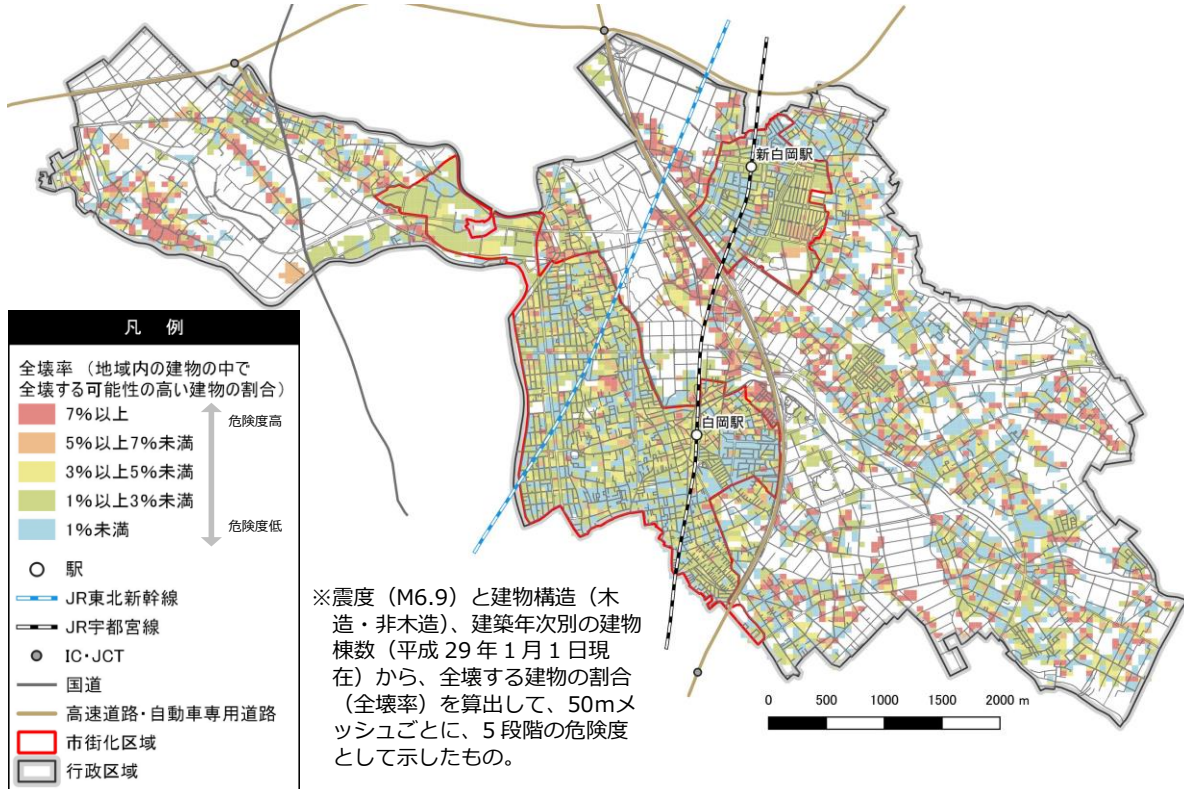 新白岡駅
白岡駅
凡 例
全壊率 (地域内の建物の中で
全壊する可能性の高い建物の割合)
7%以上
5%以上7%未満
3%以上5%未満
1%以上3%未満
1%未満
危険度高
危険度低
駅
JR東北新幹線
JR宇都宮線
IC・JCT
国道
高速道路・自動車専用道路
市街化区域
行政区域
※震度(M6.9)と建物構造(木
造・非木造)、建築年次別の建物
棟数(平成 29 年 1 月 1 日現
在)から、全壊する建物の割合
(全壊率)を算出して、50mメ
ッシュごとに、5 段階の危険度
として示したもの。
0 500 1000 1500 2000 m